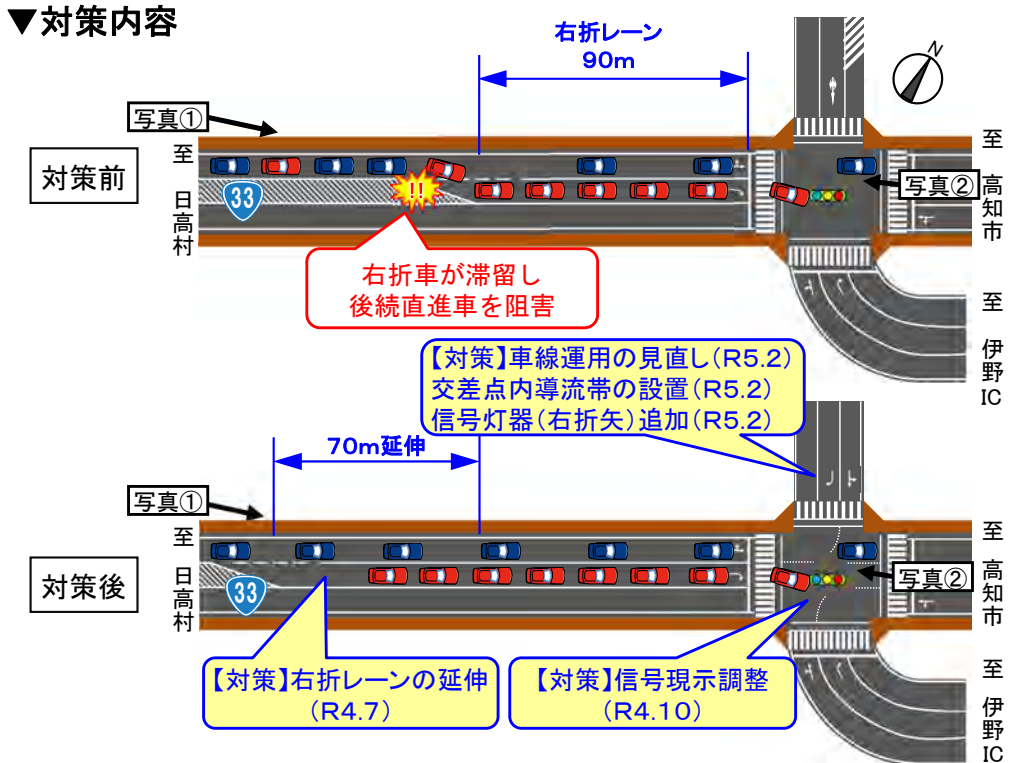 ▼対策内容
右折レーン
90m
N
写真①
対策前
至
日高村
33
!!
写真②
至
高知市
右折車が滞留し
後続直進車を阻害
至
伊野
IC
【対策】車線運用の見直し(R5.2)
交差点内導流帯の設置(R5.2)
信号灯器(右折矢)追加(R5.2)
70m延伸
写真①
対策後
至
日高村
33
写真②
至
高知市
【対策】右折レーンの延伸
(R4.7)
【対策】信号現示調整
(R4.10)
至
伊野
IC